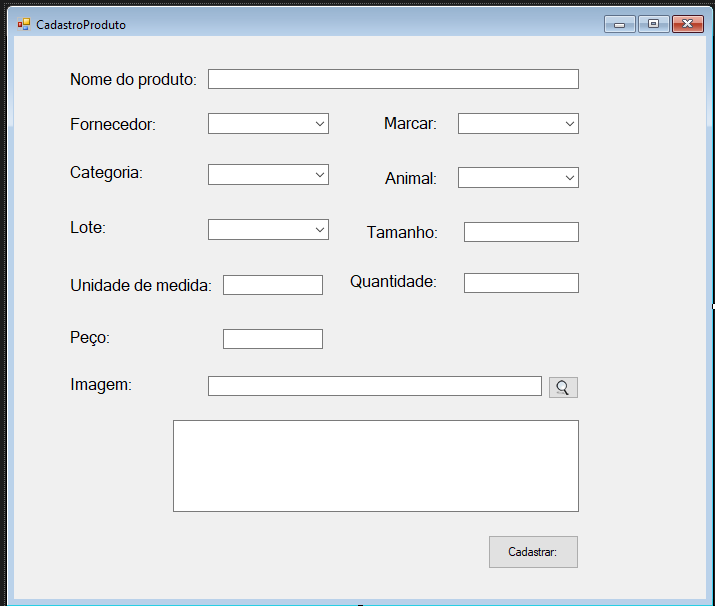 CadastroProduto
Nome do produto:
Fornecedor:
Marcar:
Categoria:
Animal:
Lote:
Tamanho:
Unidade de medida:
Quantidade:
Peço:
Imagem:
Cadastrar: